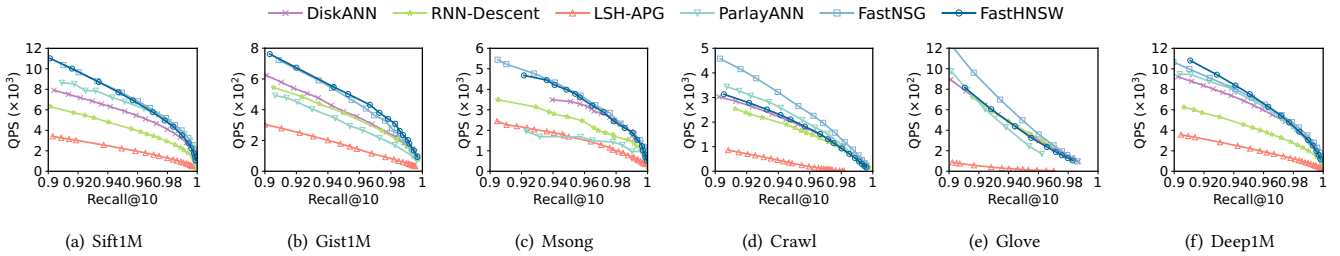 DiskANN RNN-Descent LSH-APG ParlayANN FastNSG FastHNSW
QPS (×10³)
12
10
8
6
4
2
0
0.9 0.92 0.94 0.96 0.98 1
Recall@10
(a) Sift1M
QPS (×10²)
8
6
4
2
0
0.9 0.92 0.94 0.96 0.98 1
Recall@10
(b) Gist1M
QPS (×10³)
6
5
4
3
2
1
0
0.9 0.92 0.94 0.96 0.98 1
Recall@10
(c) Msong
QPS (×10³)
5
4
3
2
1
0
0.9 0.92 0.94 0.96 0.98 1
Recall@10
(d) Crawl
QPS (×10³)
12
10
8
6
4
2
0
0.9 0.92 0.94 0.96 0.98 1
Recall@10
(e) Glove
QPS (×10³)
12
10
8
6
4
2
0
0.9 0.92 0.94 0.96 0.98 1
Recall@10
(f) Deep1M